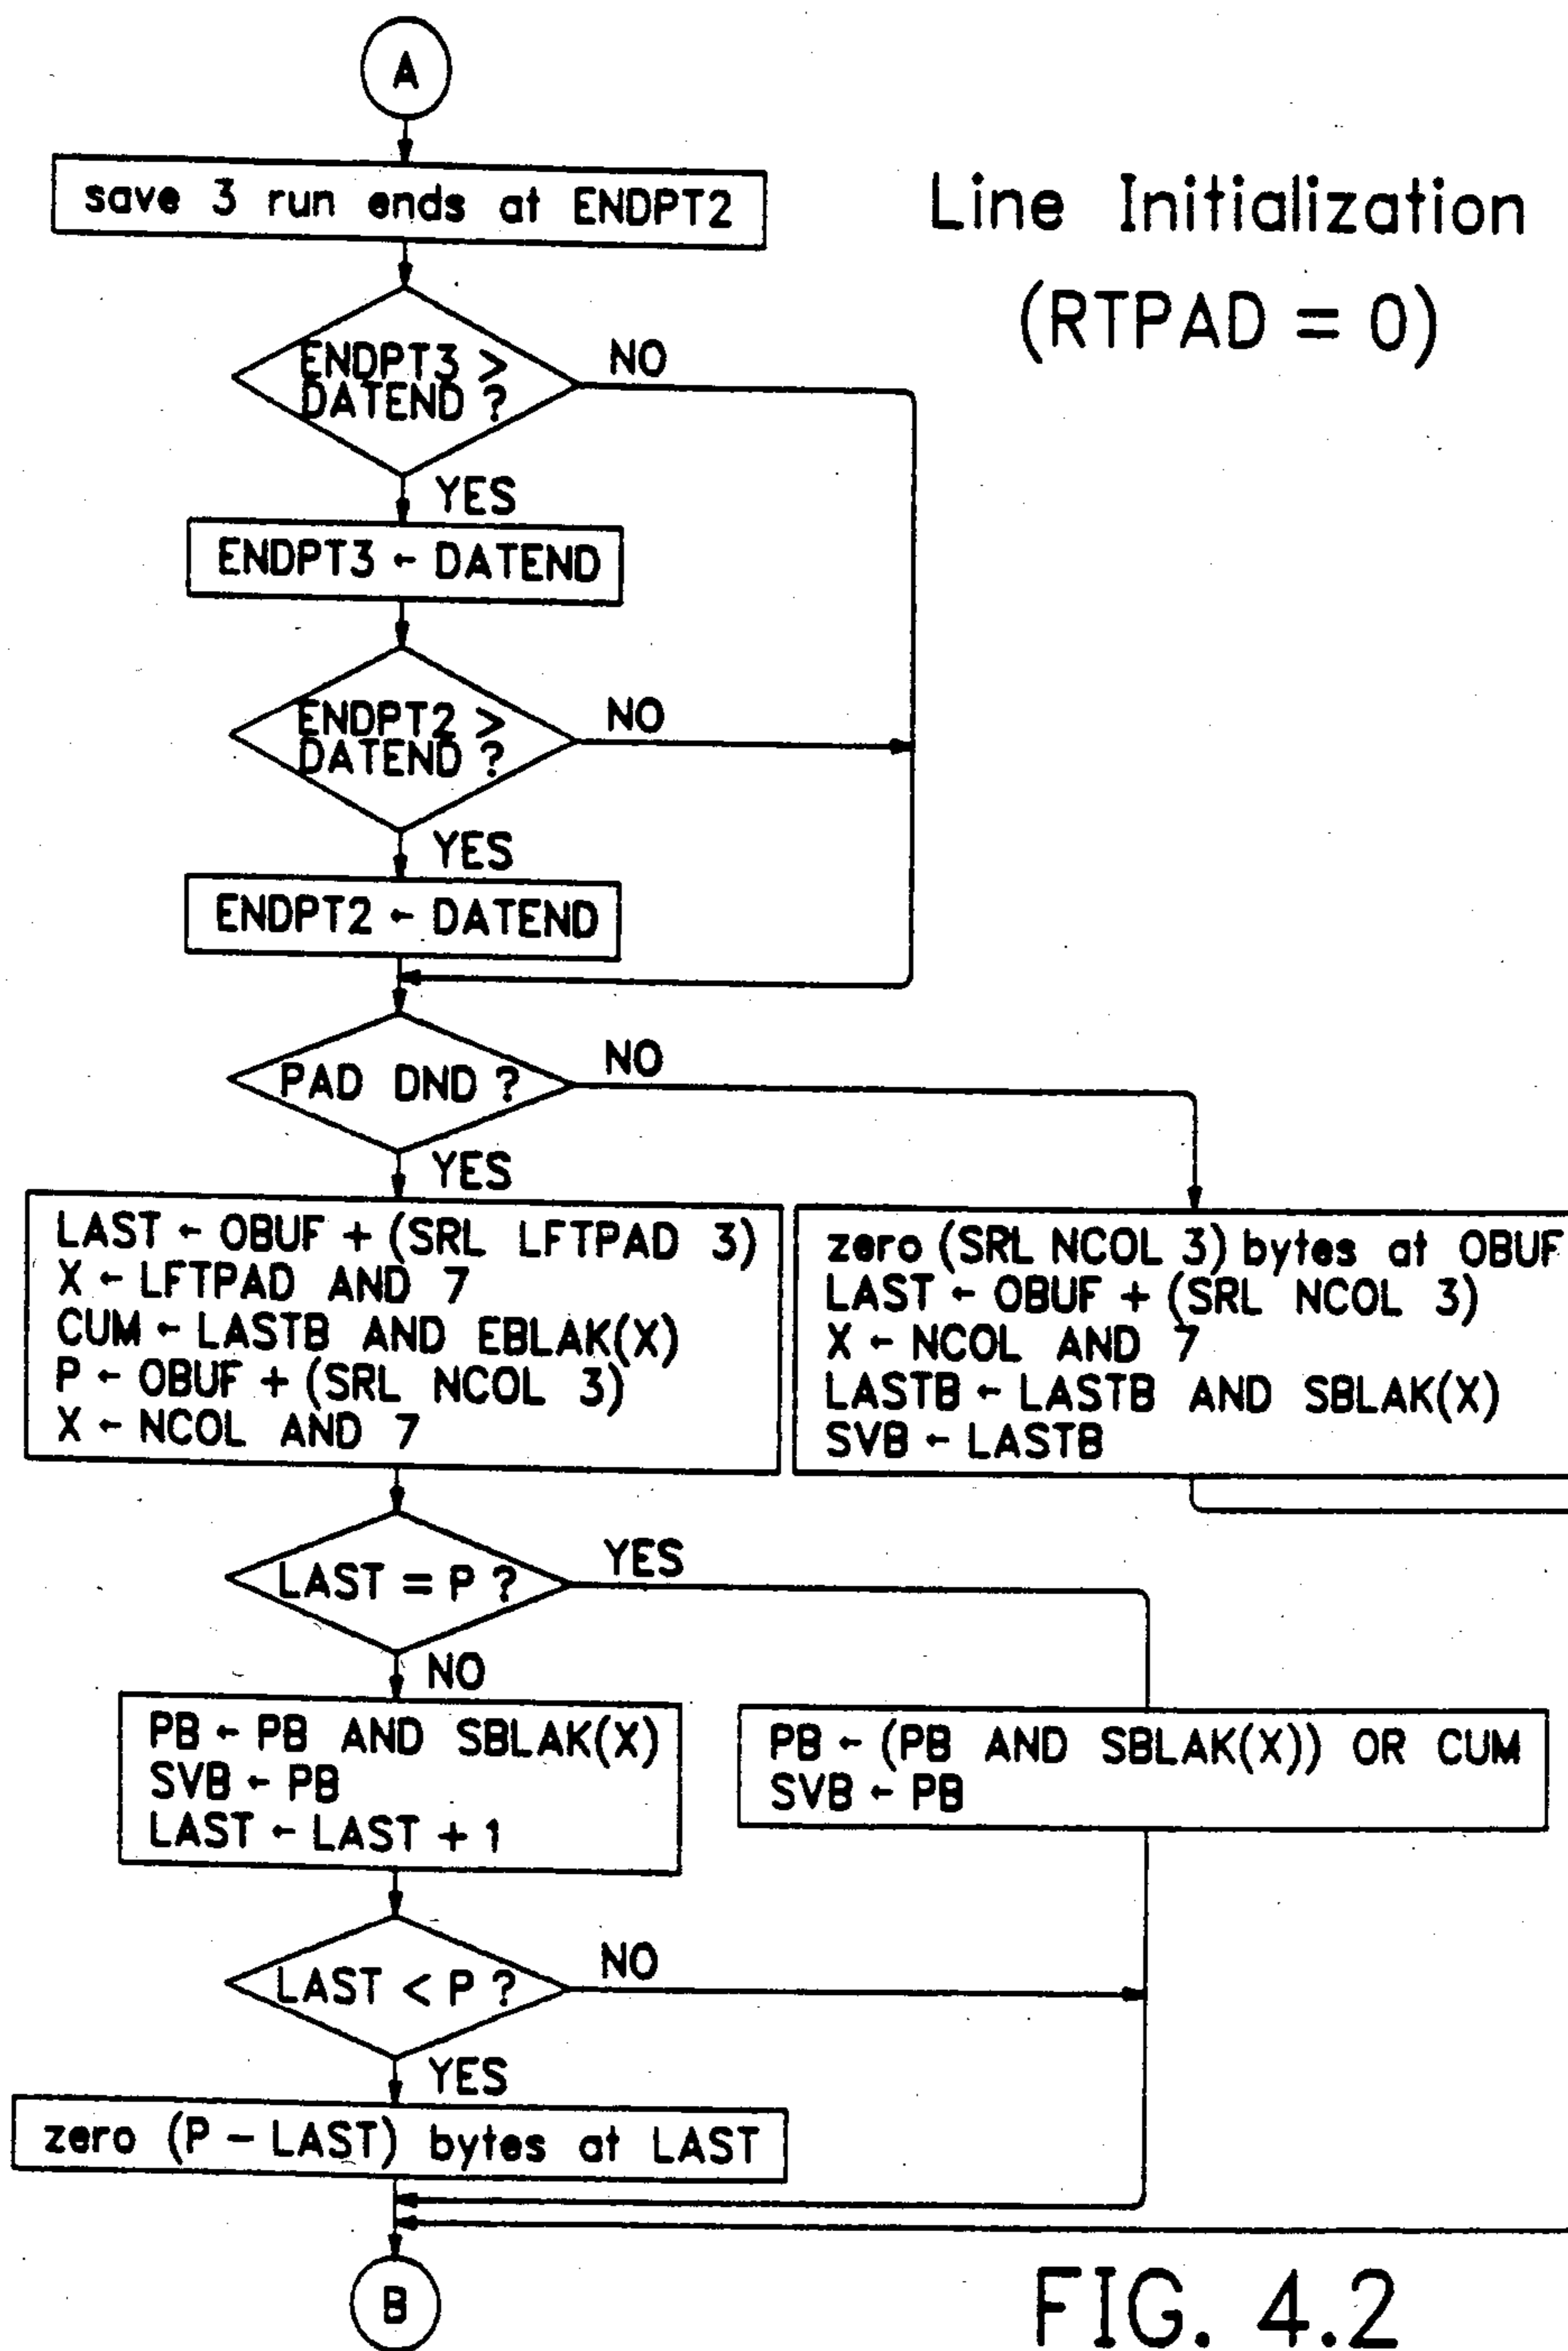 A
save 3 run ends at ENDPT2
Line Initialization
(RTPAD = 0)
ENDPT3 >
DATEND ?
NO
YES
ENDPT3 ← DATEND
ENDPT2 >
DATEND ?
NO
YES
ENDPT2 ← DATEND
PAD DND ?
NO
YES
LAST ← OBUF + (SRL LFTPAD 3)
X ← LFTPAD AND 7
CUM ← LASTB AND EBLAK(X)
P ← OBUF + (SRL NCOL 3)
X ← NCOL AND 7
zero (SRL NCOL 3) bytes at OBUF
LAST ← OBUF + (SRL NCOL 3)
X ← NCOL AND 7
LASTB ← LASTB AND SBLAK(X)
SVB ← LASTB
LAST = P ?
YES
NO
PB ← PB AND SBLAK(X)
SVB ← PB
LAST ← LAST + 1
PB ← (PB AND SBLAK(X)) OR CUM
SVB ← PB
LAST < P ?
NO
YES
zero (P - LAST) bytes at LAST
B
FIG. 4.2